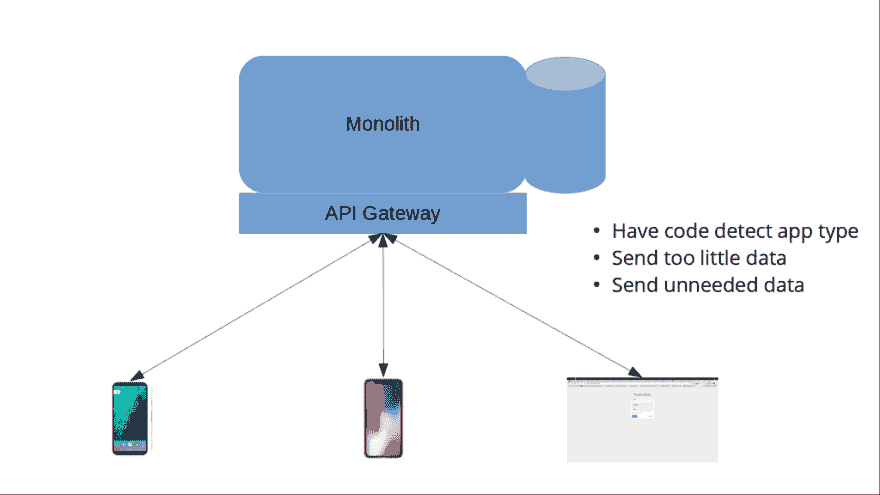 Monolith
API Gateway
• Have code detect app type
• Send too little data
• Send unneeded data